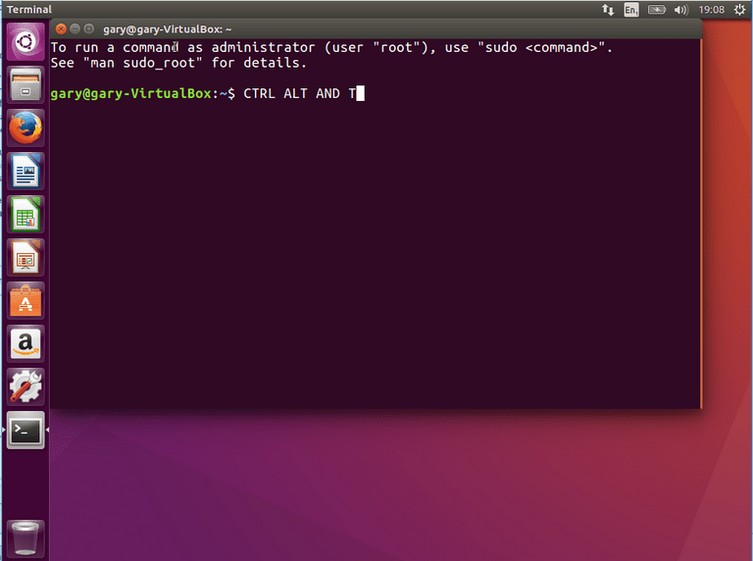 Terminal
En
19:08
gary@gary-VirtualBox: ~
To run a command as administrator (user "root"), use "sudo <command>".
See "man sudo_root" for details.
gary@gary-VirtualBox:~$ CTRL ALT AND T
a